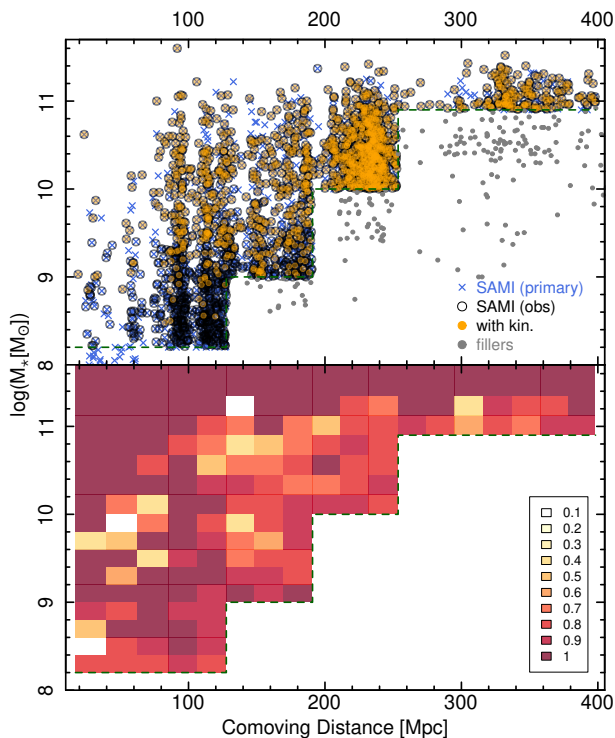 100 200 300 400
11
10
9
8
SAMI (primary)
SAMI (obs)
with kin.
fillers
log(M* [M⊙])
11
10
9
8
0.1
0.2
0.3
0.4
0.5
0.6
0.7
0.8
0.9
1
100 200 300 400
Comoving Distance [Mpc]